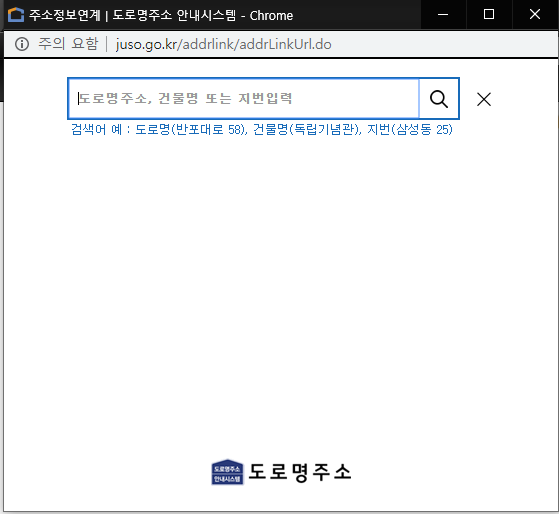 주소정보연계 | 도로명주소 안내시스템 - Chrome
주의 요함 | juso.go.kr/addrlink/addrLinkUrl.do
도로명주소, 건물명 또는 지번입력
검색어 예 : 도로명(반포대로 58), 건물명(독립기념관), 지번(삼성동 25)
도로명주소
안내시스템
도로명주소